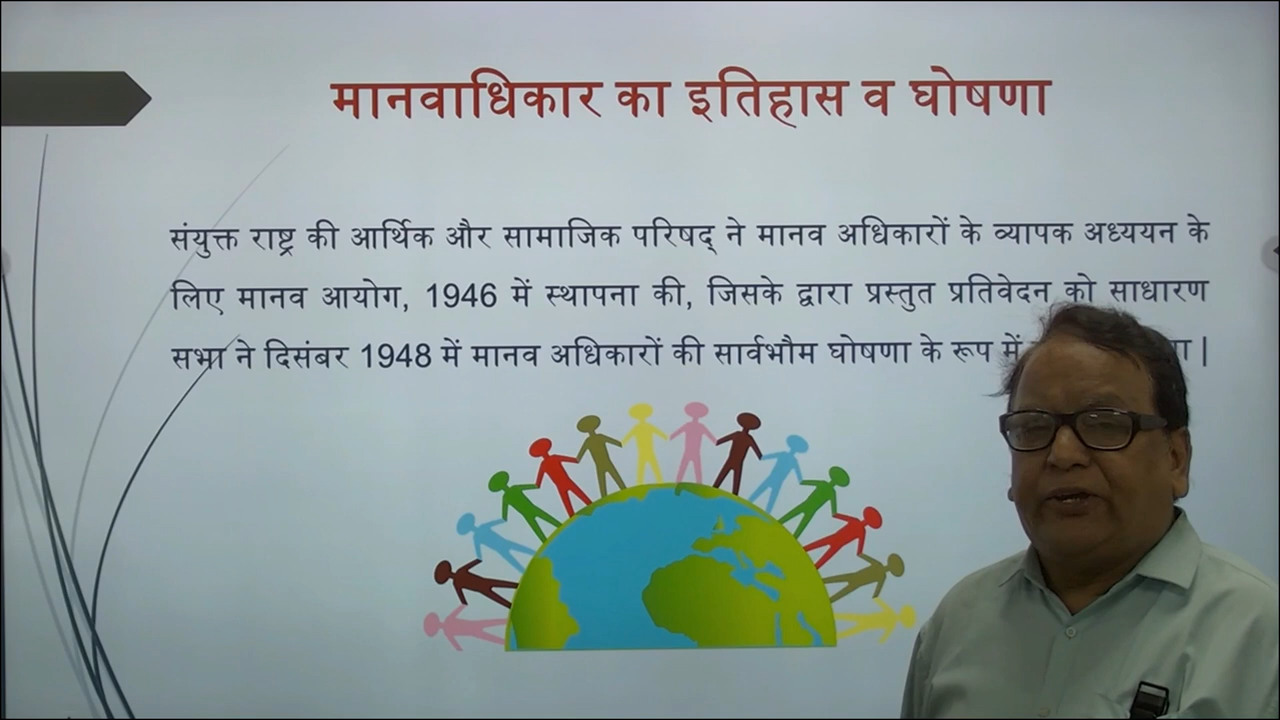 मानवाधिकार का इतिहास व घोषणा
संयुक्त राष्ट्र की आर्थिक और सामाजिक परिषद् ने मानव अधिकारों के व्यापक अध्ययन के
लिए मानव आयोग, 1946 में स्थापना की, जिसके द्वारा प्रस्तुत प्रतिवेदन को साधारण
सभा ने दिसंबर 1948 में मानव अधिकारों की सार्वभौम घोषणा के रूप में